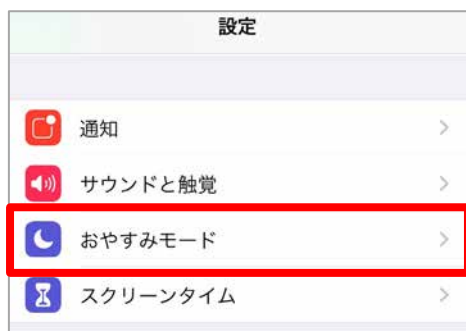 設定
通知
サウンドと触覚
おやすみモード
スクリーンタイム